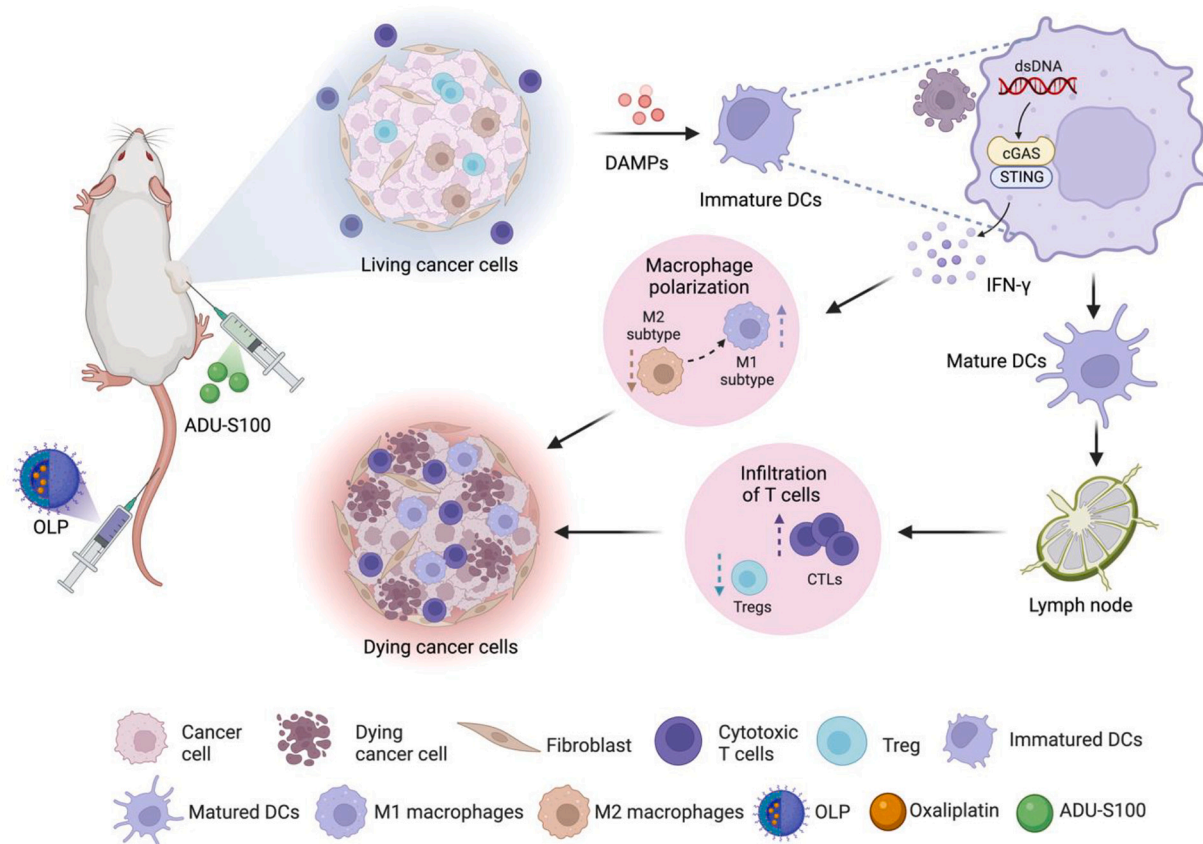 Living cancer cells
DAMPs
Immature DCs
dsDNA
cGAS
STING
IFN-γ
Macrophage
polarization
M2
subtype
M1
subtype
Mature DCs
ADU-S100
OLP
Infiltration
of T cells
CTLs
Tregs
Lymph node
Dying cancer cells
Cancer
cell
Dying
cancer cell
Fibroblast
Cytotoxic
T cells
Treg
Immatured DCs
Matured DCs
M1 macrophages
M2 macrophages
OLP
Oxaliplatin
ADU-S100